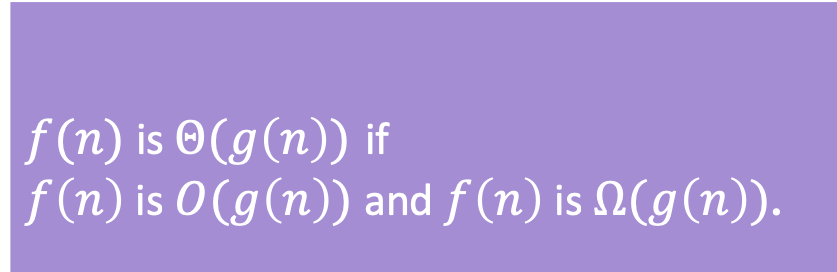 f(n) is Θ(g(n)) if
f(n) is O(g(n)) and f(n) is Ω(g(n)).